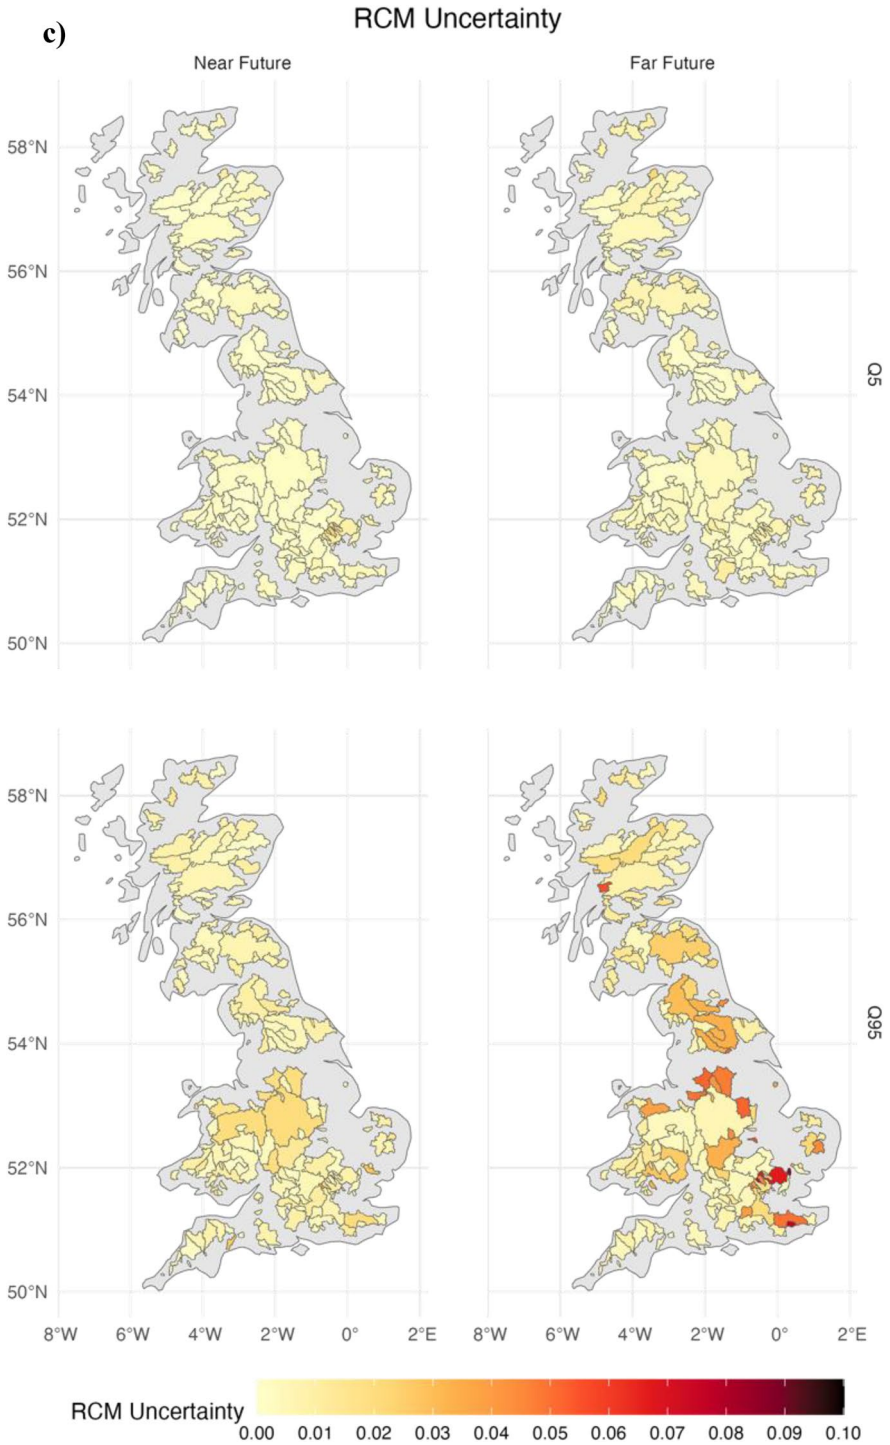 c)
RCM Uncertainty
Near Future
Far Future
58°N
56°N
54°N
52°N
50°N
Q5
58°N
56°N
54°N
52°N
50°N
Q95
8°W 6°W 4°W 2°W 0° 2°E
8°W 6°W 4°W 2°W 0° 2°E
RCM Uncertainty
0.00 0.01 0.02 0.03 0.04 0.05 0.06 0.07 0.08 0.09 0.10